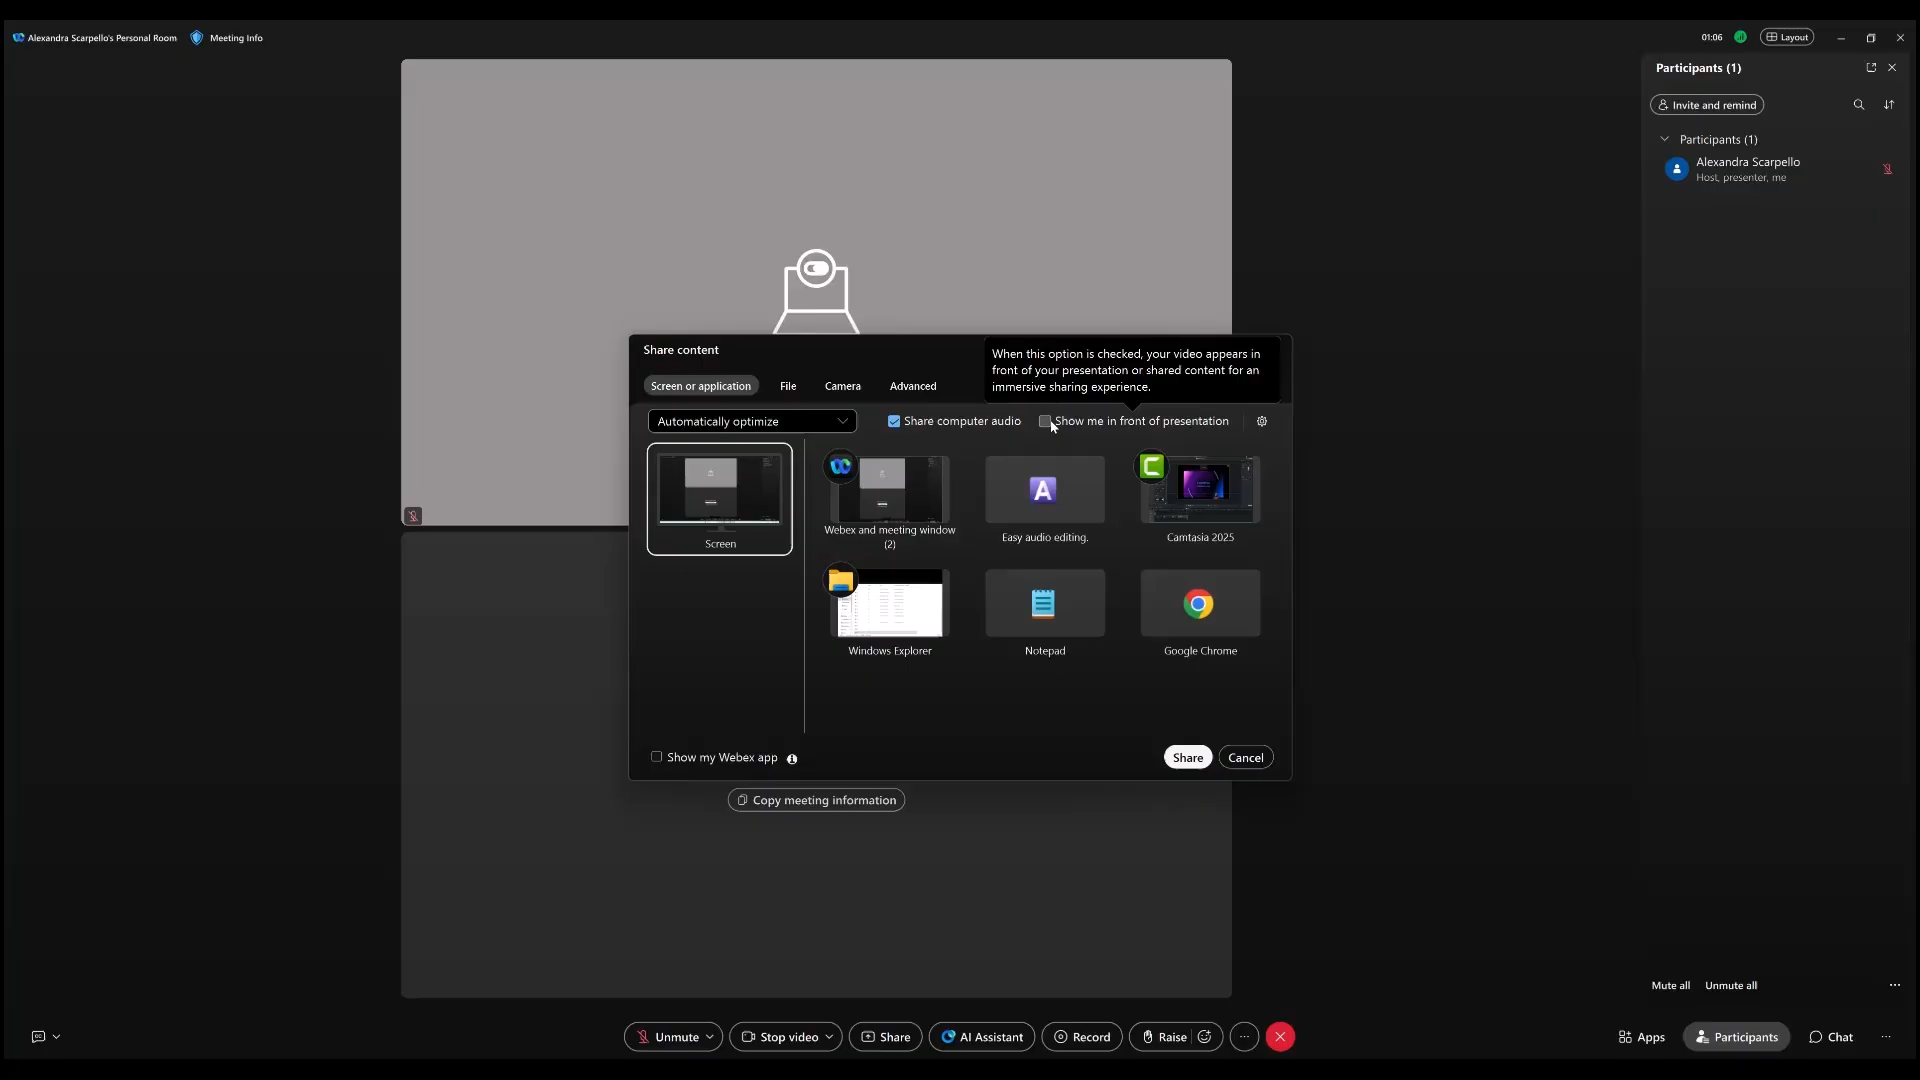 Alexandra Scarpello's Personal Room
Meeting Info
01:06
Layout
Participants (1)
Invite and remind
Participants (1)
Alexandra Scarpello
Host, presenter, me
Share content
When this option is checked, your video appears in
front of your presentation or shared content for an
immersive sharing experience.
Screen or application
File
Camera
Advanced
Automatically optimize
Share computer audio
Show me in front of presentation
Screen
Webex and meeting window
(2)
A
Easy audio editing.
C
Camtasia 2025
Windows Explorer
Notepad
Google Chrome
Show my Webex app
Share
Cancel
Copy meeting information
Mute all
Unmute all
CC
Unmute
Stop video
Share
AI Assistant
Record
Raise
Apps
Participants
Chat